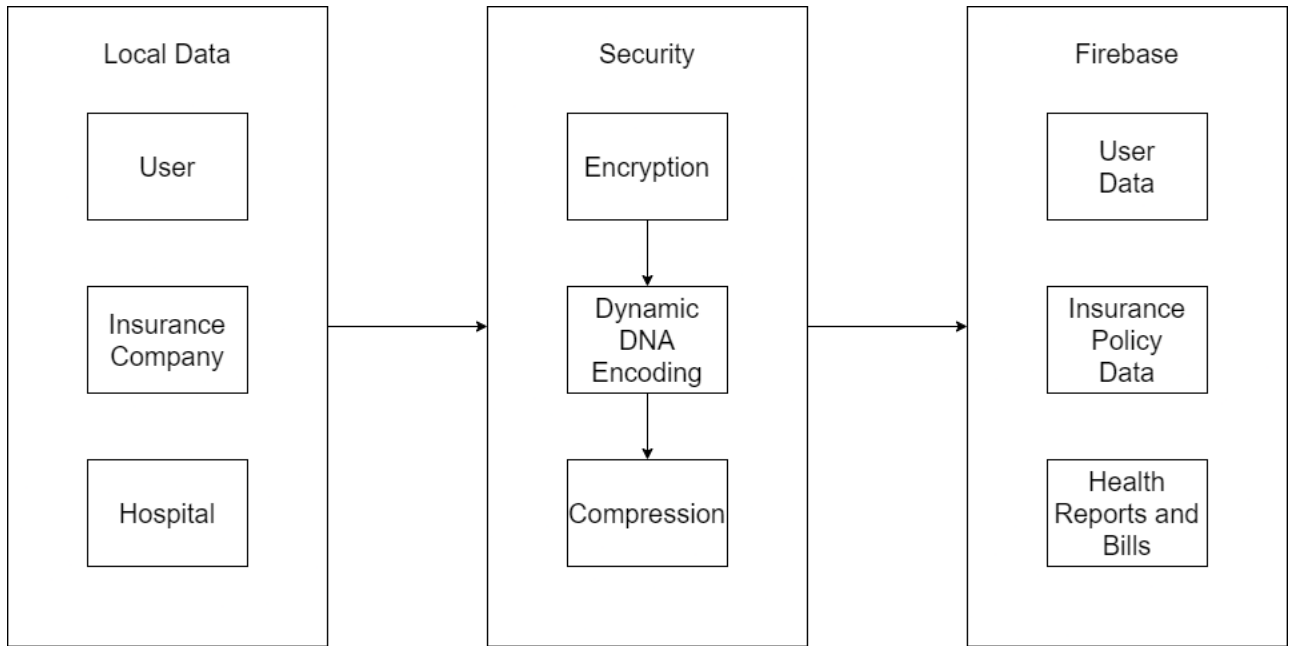 Local Data
User
Insurance
Company
Hospital
Security
Encryption
Dynamic
DNA
Encoding
Compression
Firebase
User
Data
Insurance
Policy
Data
Health
Reports and
Bills